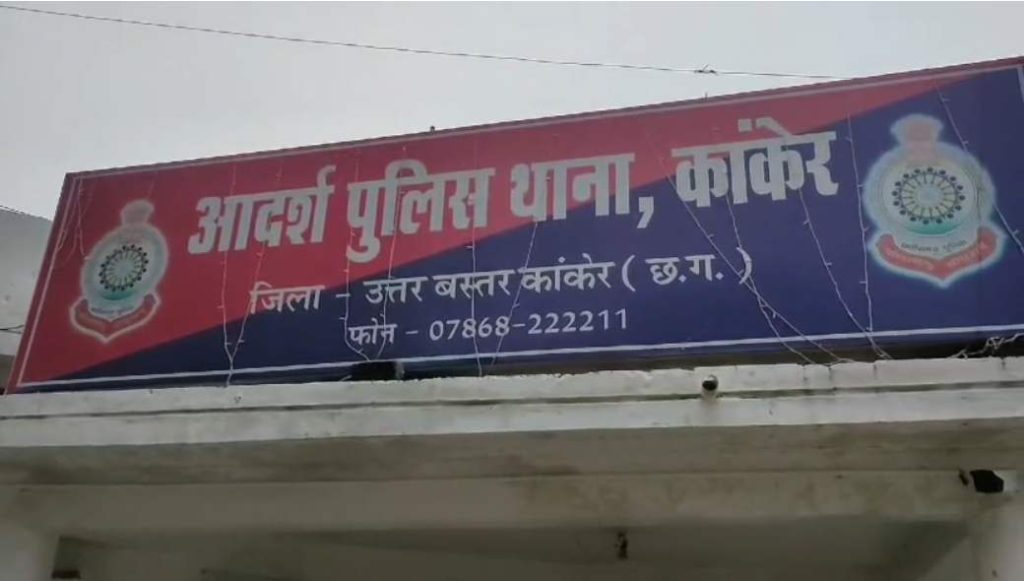 आदर्श पुलिस थाना, कांकेर
जिला - उत्तर बस्तर कांकेर ( छ.ग. )
फोन - 07868-222211